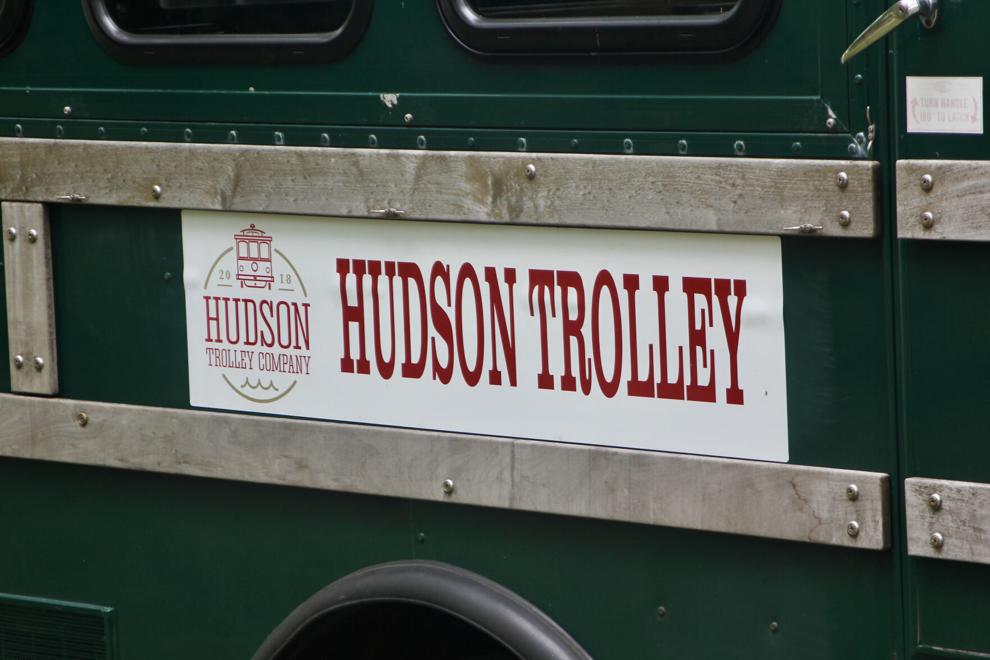 20 18
HUDSON
TROLLEY COMPANY
HUDSON TROLLEY
TURN HANDLE
180° TO LATCH